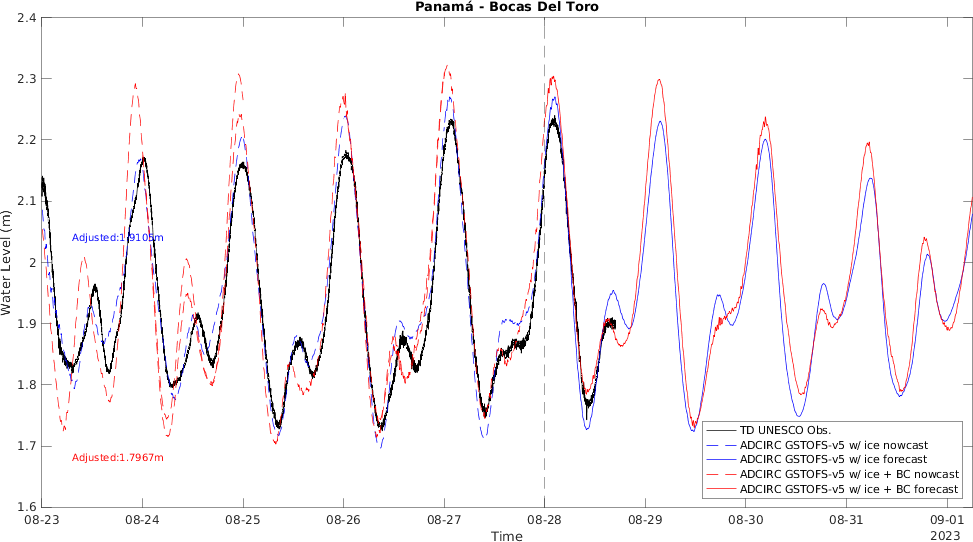 Panamá - Bocas Del Toro
2.4
2.3
2.2
2.1
2
1.9
1.8
1.7
1.6
Water Level (m)
Adjusted:1.9105m
Adjusted:1.7967m
TD UNESCO Obs.
ADCIRC GSTOFS-v5 w/ ice nowcast
ADCIRC GSTOFS-v5 w/ ice forecast
ADCIRC GSTOFS-v5 w/ ice + BC nowcast
ADCIRC GSTOFS-v5 w/ ice + BC forecast
08-23 08-24 08-25 08-26 08-27 08-28 08-29 08-30 08-31 09-01
2023
Time